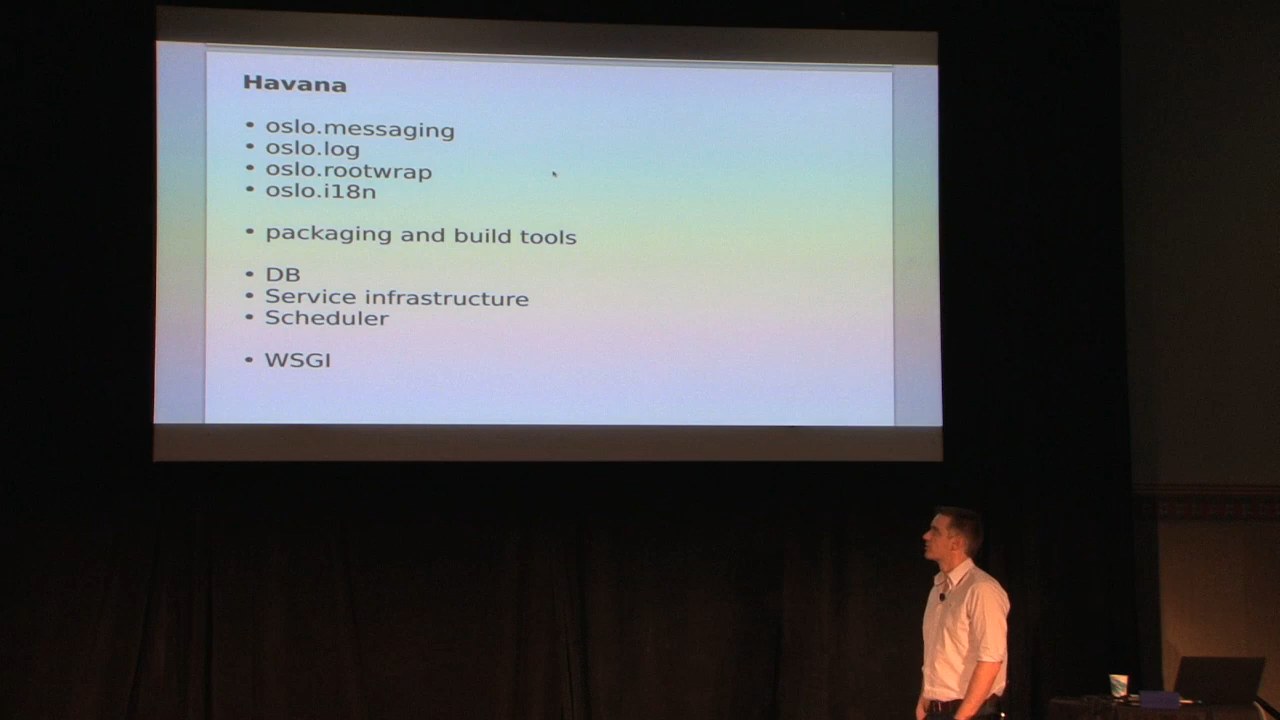 Havana
• oslo.messaging
• oslo.log
• oslo.rootwrap
• oslo.i18n
• packaging and build tools
• DB
• Service infrastructure
• Scheduler
• WSGI